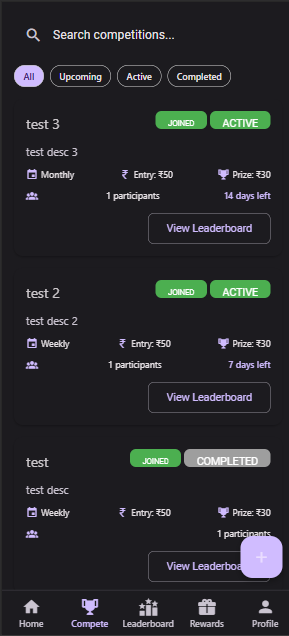 Search competitions...
All Upcoming Active Completed
test 3 JOINED ACTIVE
test desc 3
Monthly ₹ Entry: ₹50 Prize: ₹30
1 participants 14 days left
View Leaderboard
test 2 JOINED ACTIVE
test desc 2
Weekly ₹ Entry: ₹50 Prize: ₹30
1 participants 7 days left
View Leaderboard
test JOINED COMPLETED
test desc
Weekly ₹ Entry: ₹50 Prize: ₹30
1 participants
View Leaderb
+
Home Compete Leaderboard Rewards Profile